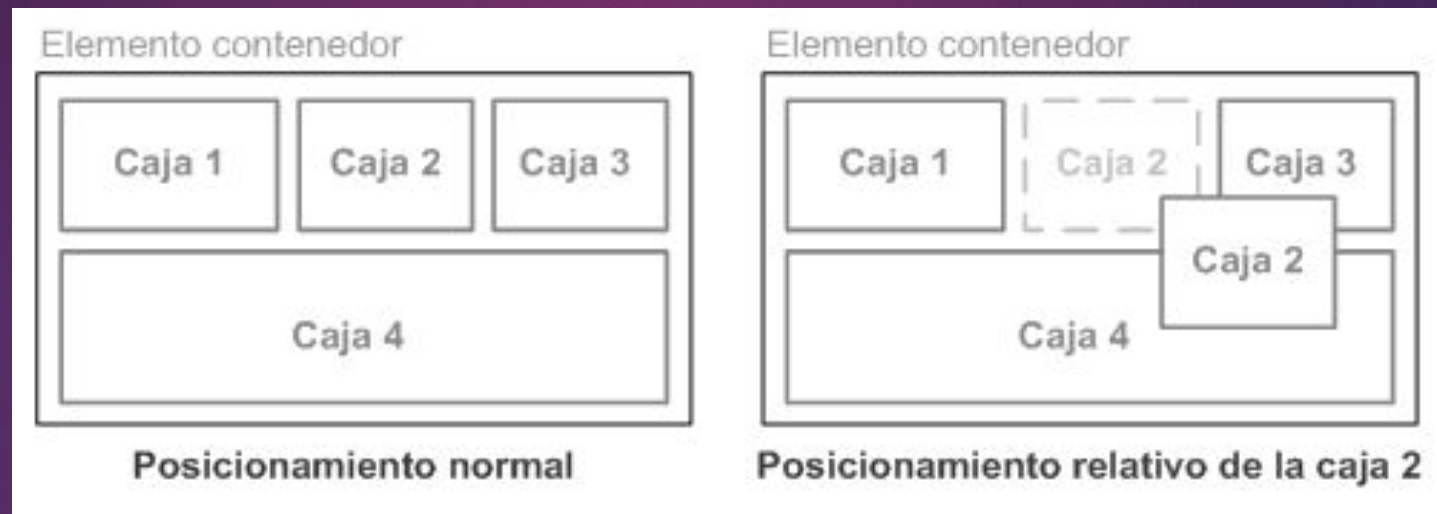 Elemento contenedor
Caja 1
Caja 2
Caja 3
Caja 4
Posicionamiento normal
Elemento contenedor
Caja 1
Caja 2
Caja 3
Caja 2
Caja 4
Posicionamiento relativo de la caja 2